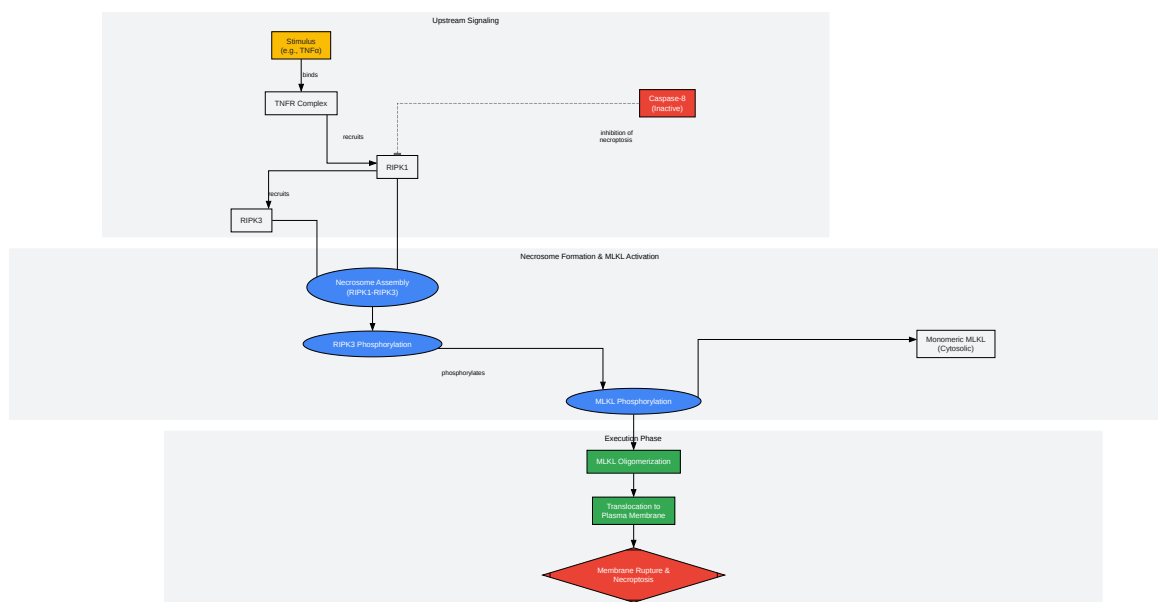 Upstream Signaling
Stimulus
(e.g., TNFα)
binds
TNFR Complex
Caspase-8
(Inactive)
recruits
inhibition of
necroptosis
RIPK1
recruits
RIPK3
Necrosome Formation & MLKL Activation
Necrosome Assembly
(RIPK1-RIPK3)
RIPK3 Phosphorylation
Monomeric MLKL
(Cytosolic)
phosphorylates
MLKL Phosphorylation
Execution Phase
MLKL Oligomerization
Translocation to
Plasma Membrane
Membrane Rupture &
Necroptosis